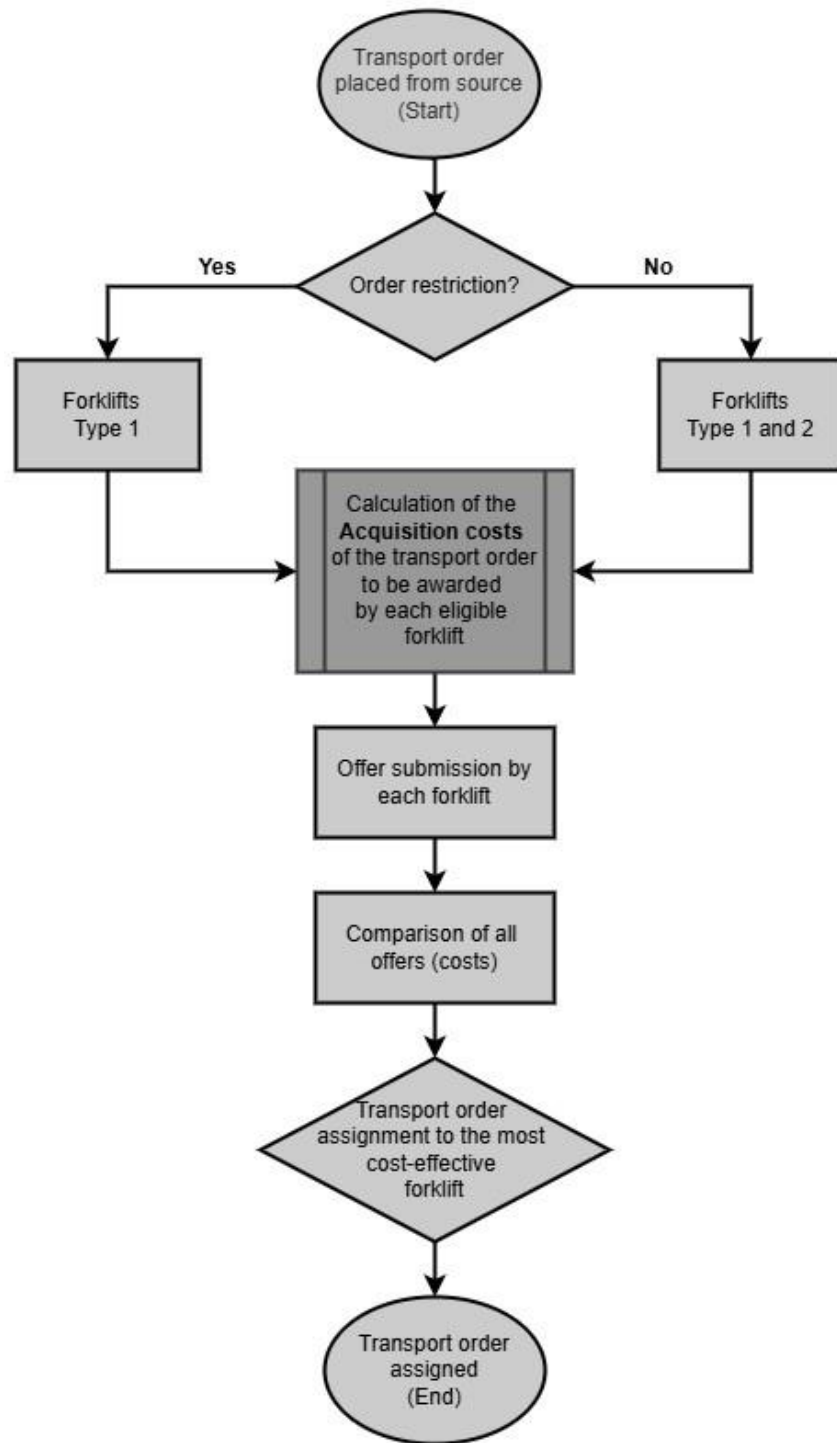 Transport order
placed from source
(Start)
Order restriction?
Yes
No
Forklifts
Type 1
Forklifts
Type 1 and 2
Calculation of the
Acquisition costs
of the transport order
to be awarded
by each eligible
forklift
Offer submission by
each forklift
Comparison of all
offers (costs)
Transport order
assignment to the most
cost-effective
forklift
Transport order
assigned
(End)